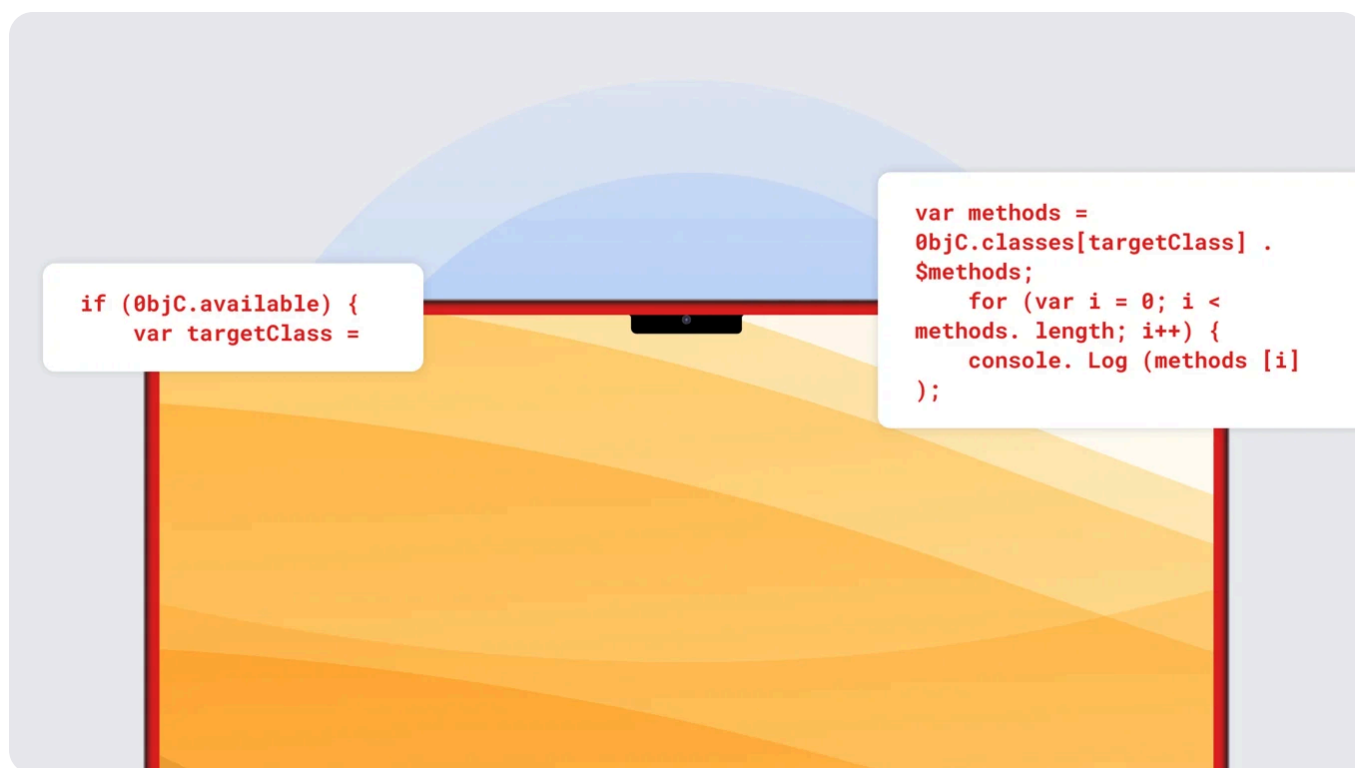 if (0bjC.available) {
    var targetClass =
var methods =
0bjC.classes[targetClass] .
$methods;
    for (var i = 0; i <
methods. length; i++) {
    console. Log (methods [i]
);